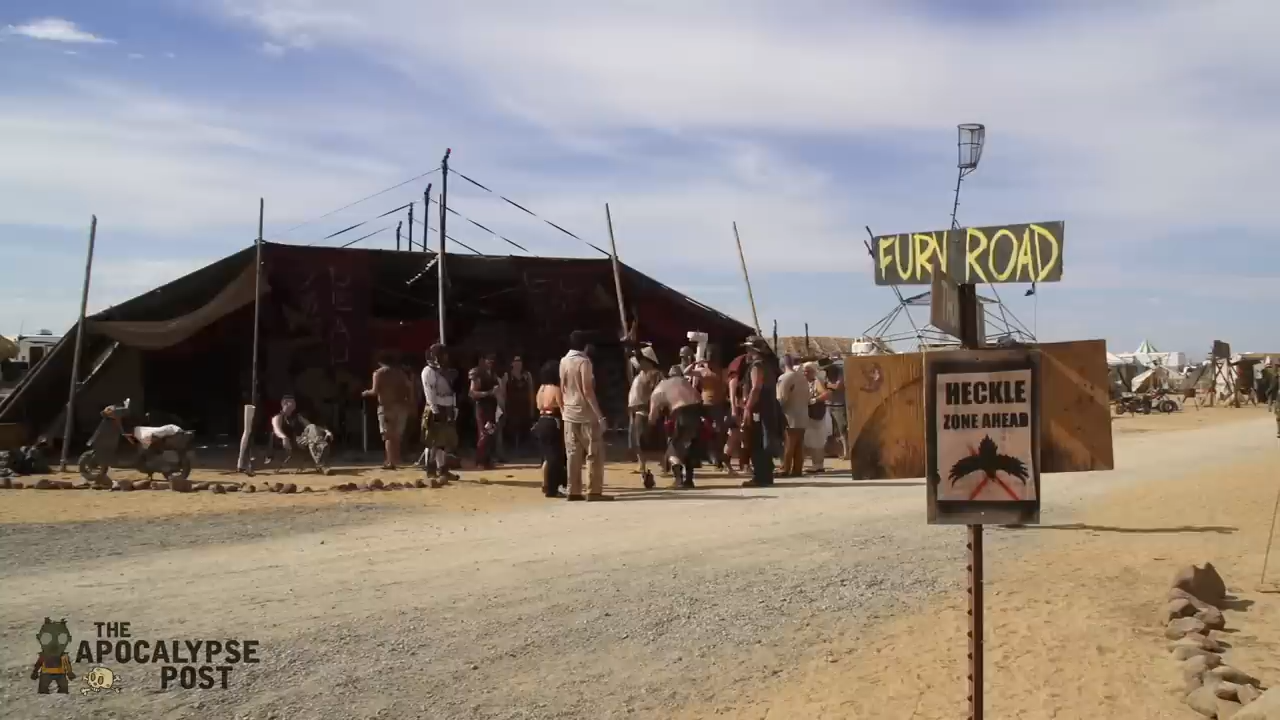 FURY ROAD
HECKLE
ZONE AHEAD
THE
APOCALYPSE
POST